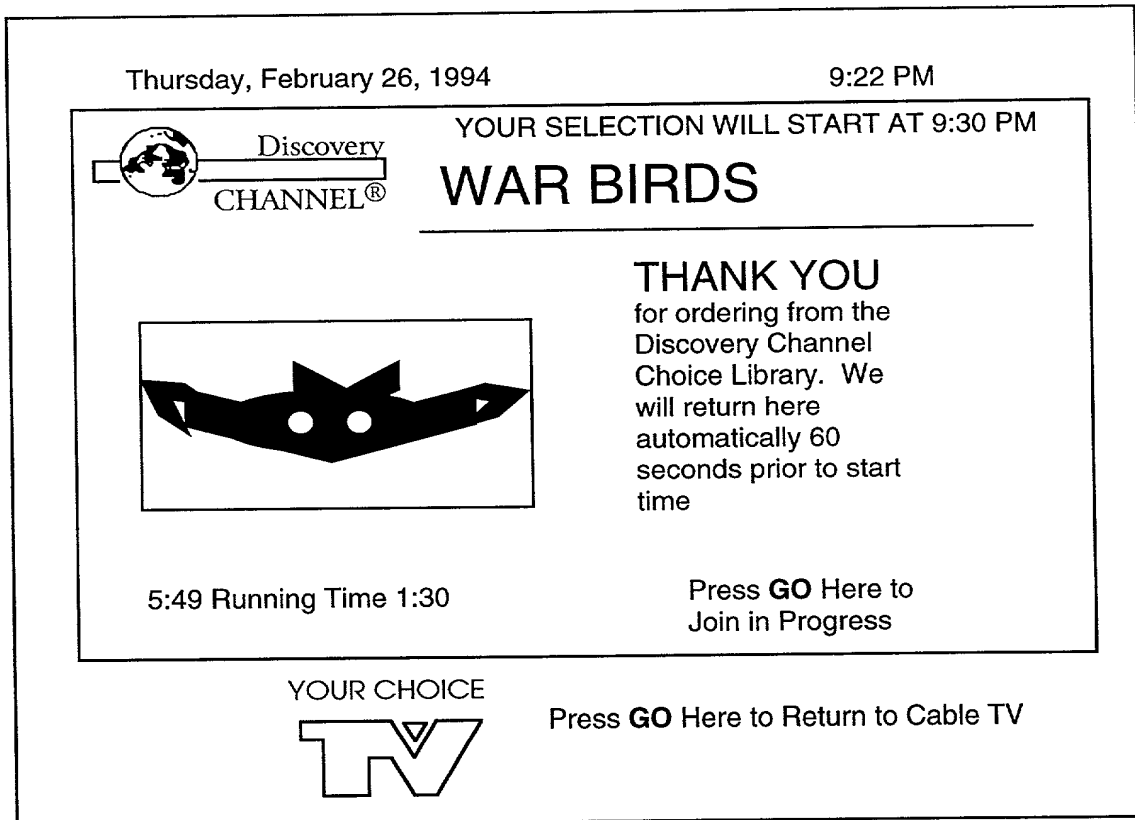 Thursday, February 26, 1994 9:22 PM
YOUR SELECTION WILL START AT 9:30 PM
Discovery
CHANNEL®
WAR BIRDS
THANK YOU
for ordering from the
Discovery Channel
Choice Library. We
will return here
automatically 60
seconds prior to start
time
5:49 Running Time 1:30
Press GO Here to
Join in Progress
YOUR CHOICE
TV
Press GO Here to Return to Cable TV